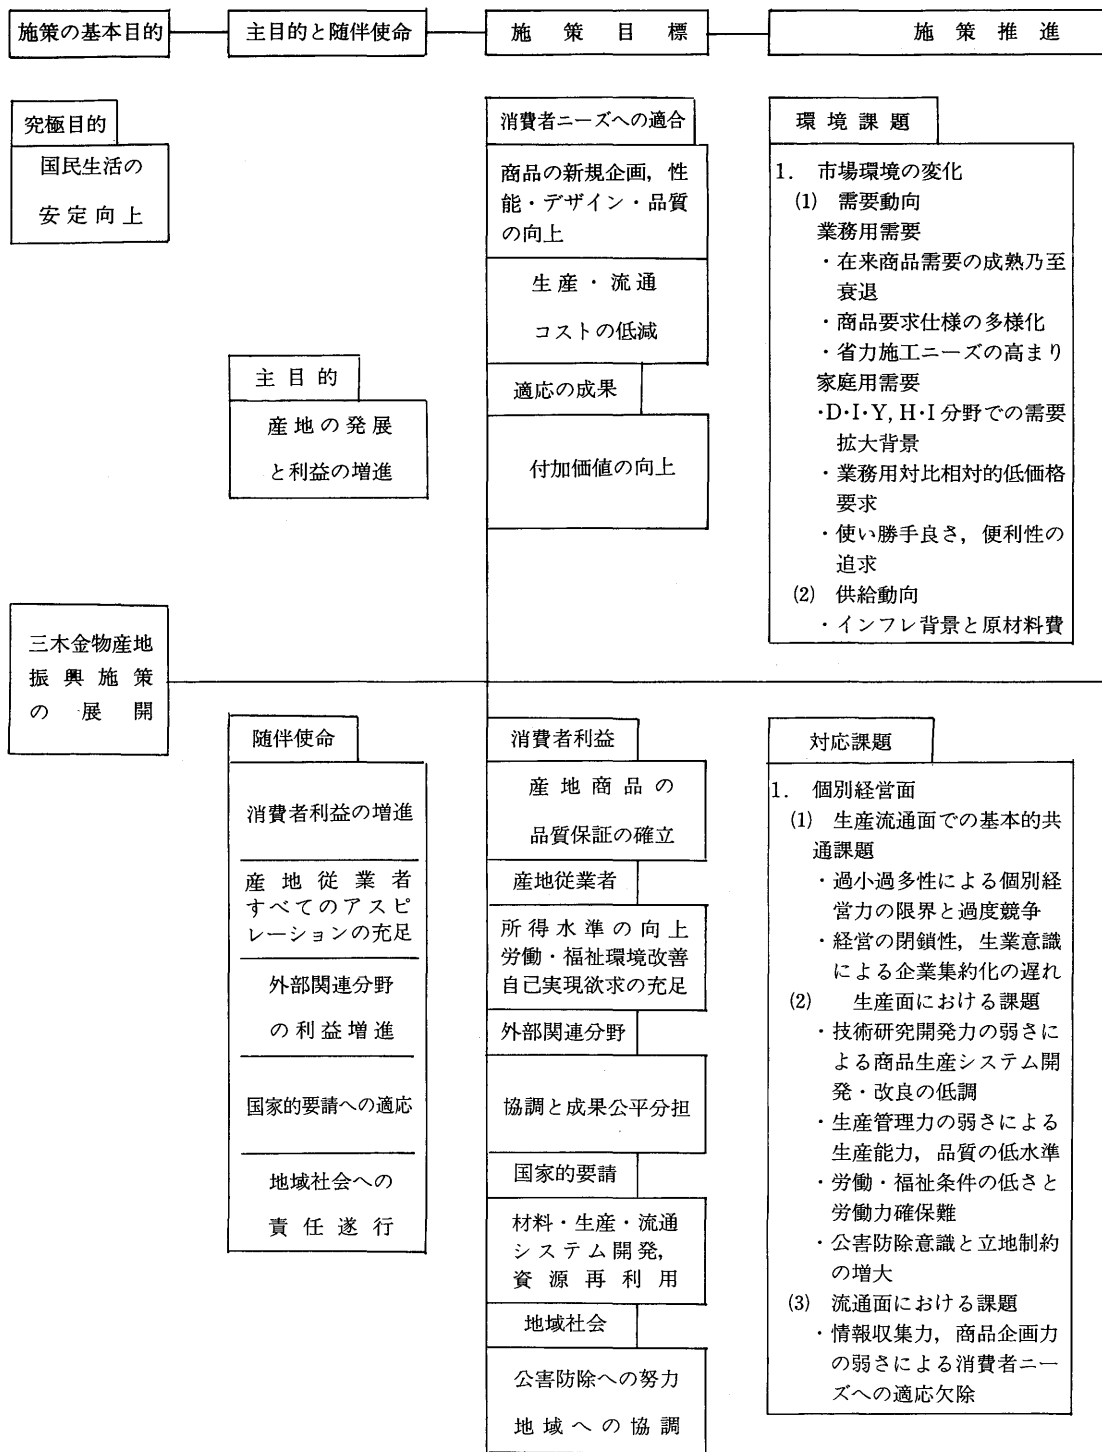 施策の基本目的
主目的と随伴使命
施策目標
施策推進
究極目的
国民生活の
安定向上
三木金物産地
振興施策
の展開
主目的
産地の発展
と利益の増進
随伴使命
消費者利益の増進
産地従業者
すべてのアスピ
レーションの充足
外部関連分野
の利益増進
国家的要請への適応
地域社会への
責任遂行
消費者ニーズへの適合
商品の新規企画,性
能・デザイン・品質
の向上
生産・流通
コストの低減
適応の成果
付加価値の向上
消費者利益
産地商品の
品質保証の確立
産地従業者
所得水準の向上
労働・福祉環境改善
自己実現欲求の充足
外部関連分野
協調と成果公平分担
国家的要請
材料・生産・流通
システム開発,
資源再利用
地域社会
公害防除への努力
地域への協調
環境課題
1. 市場環境の変化
(1) 需要動向
業務用需要
・在来商品需要の成熟乃至
衰退
・商品要求仕様の多様化
・省力施工ニーズの高まり
家庭用需要
・D・I・Y, H・I分野での需要
拡大背景
・業務用対比相対的低価格
要求
・使い勝手良さ,便利性の
追求
(2) 供給動向
・インフレ背景と原材料費
対応課題
1. 個別経営面
(1) 生産流通面での基本的共
通課題
・過小過多性による個別経
営力の限界と過度競争
・経営の閉鎖性,生業意識
による企業集約化の遅れ
(2) 生産面における課題
・技術研究開発力の弱さに
よる商品生産システム開
発・改良の低調
・生産管理力の弱さによる
生産能力,品質の低水準
・労働・福祉条件の低さと
労働力確保難
・公害防除意識と立地制約
の増大
(3) 流通面における課題
・情報収集力,商品企画力
の弱さによる消費者ニー
ズへの適応欠除